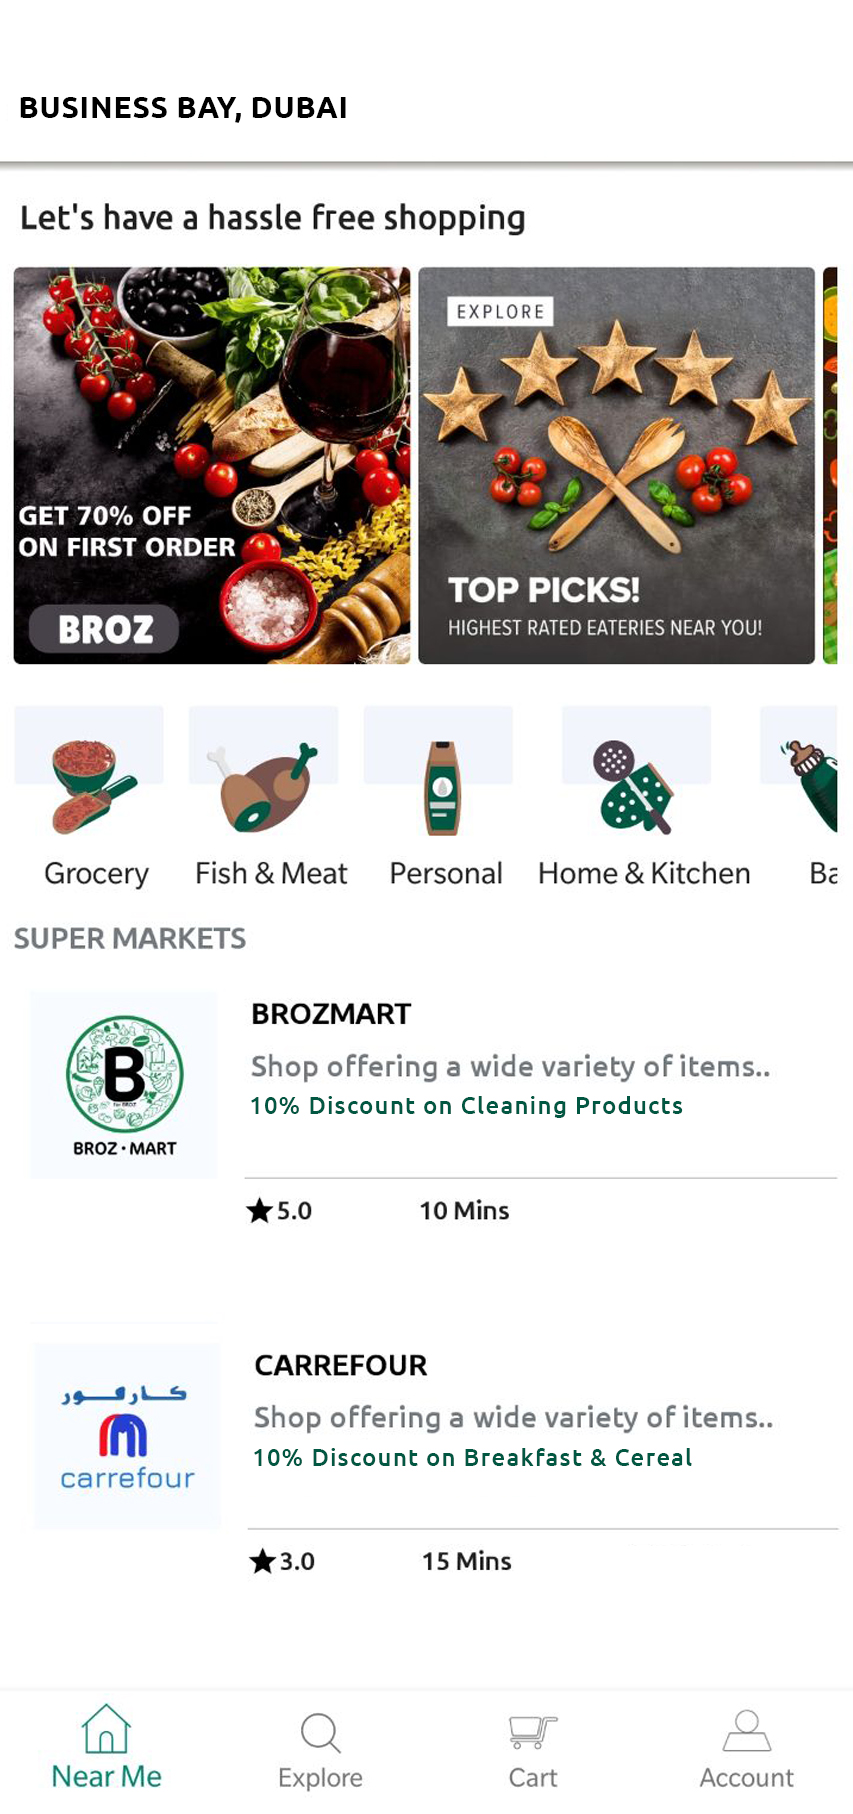 BUSINESS BAY, DUBAI
Let's have a hassle free shopping
GET 70% OFF
ON FIRST ORDER
BROZ
EXPLORE
TOP PICKS!
HIGHEST RATED EATERIES NEAR YOU!
Grocery
Fish & Meat
Personal
Home & Kitchen
Ba
SUPER MARKETS
B
for BROZ
BROZ • MART
BROZMART
Shop offering a wide variety of items..
10% Discount on Cleaning Products
5.0
10 Mins
كارفور
carrefour
CARREFOUR
Shop offering a wide variety of items..
10% Discount on Breakfast & Cereal
3.0
15 Mins
Near Me
Explore
Cart
Account